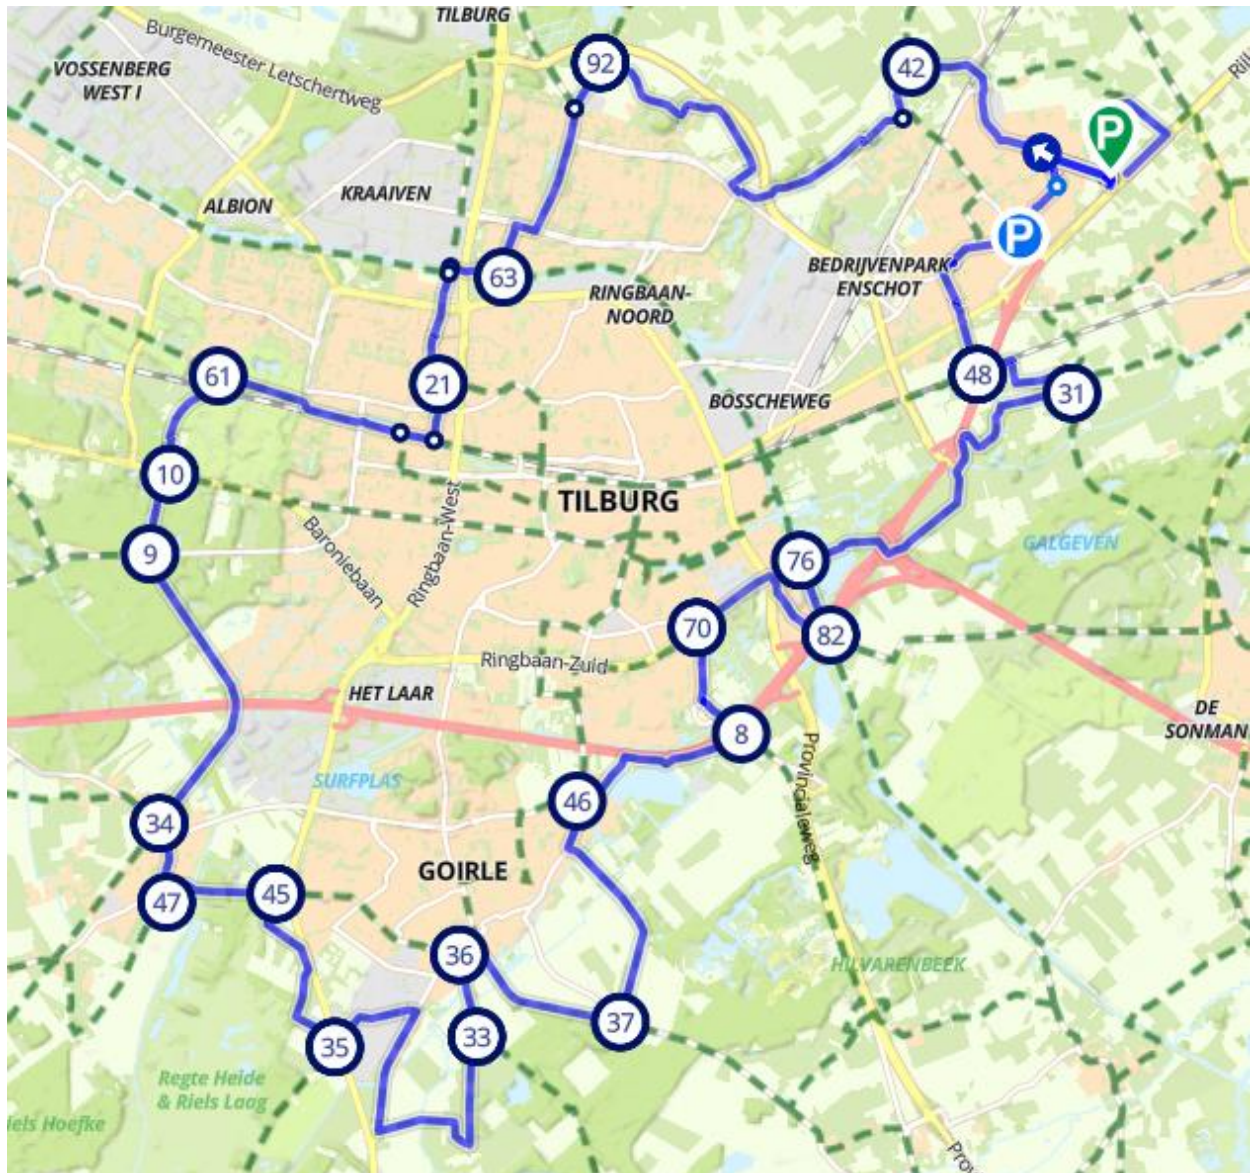 TILBURG
Burgemeester Letschertweg
VOSSENBERG
WEST I
92
42
P
KRAAIVEN
ALBION
P
63
BEDRIJVENPARK
ENSCHOT
RINGBAAN-
NOORD
61
21
48
31
BOSSCHEWEG
10
TILBURG
Ringbaan-West
Baroniebaan
9
76
GALGEVEN
70
82
Ringbaan-Zuid
HET LAAR
8
DE
SONMAN
SURFPLAS
Provincialeweg
46
34
GOIRLE
47
45
36
HILVARENBEEK
37
33
35
Regte Heide
& Riels Laag
iels Hoefke
Pro